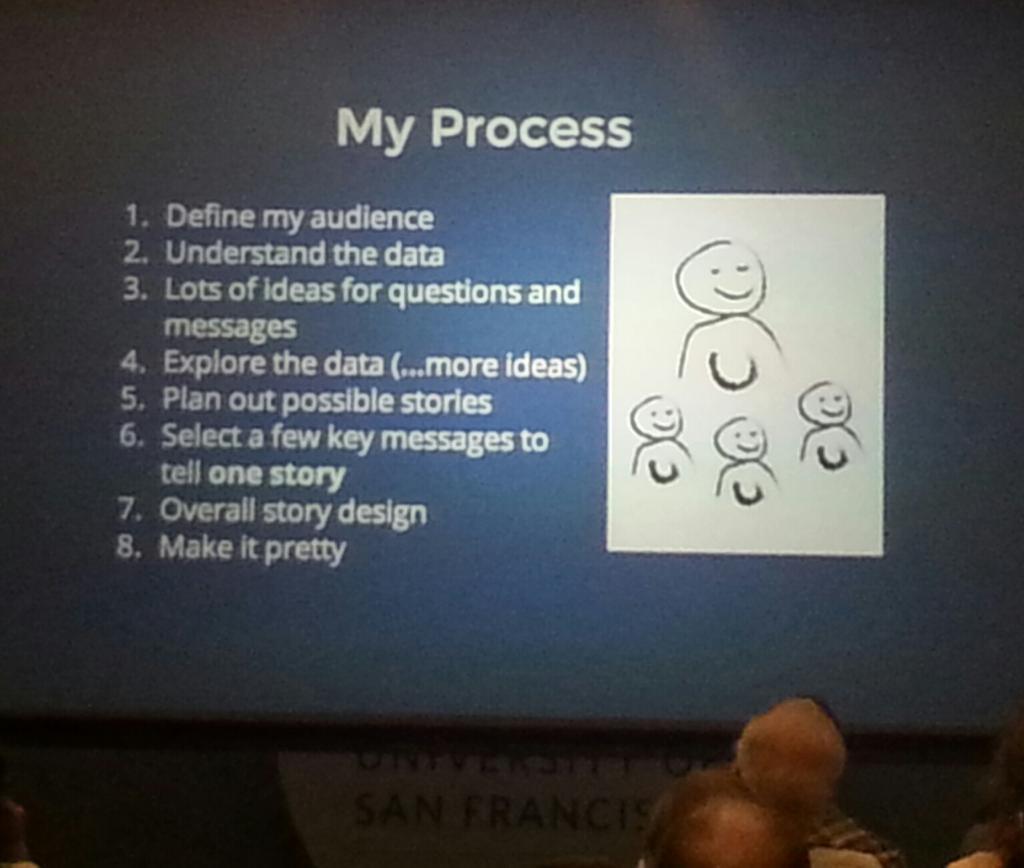 My Process
1. Define my audience
2. Understand the data
3. Lots of ideas for questions and
messages
4. Explore the data (...more ideas)
5. Plan out possible stories
6. Select a few key messages to
tell one story
7. Overall story design
8. Make it pretty
UNIVERSITY OF
SAN FRANCIS